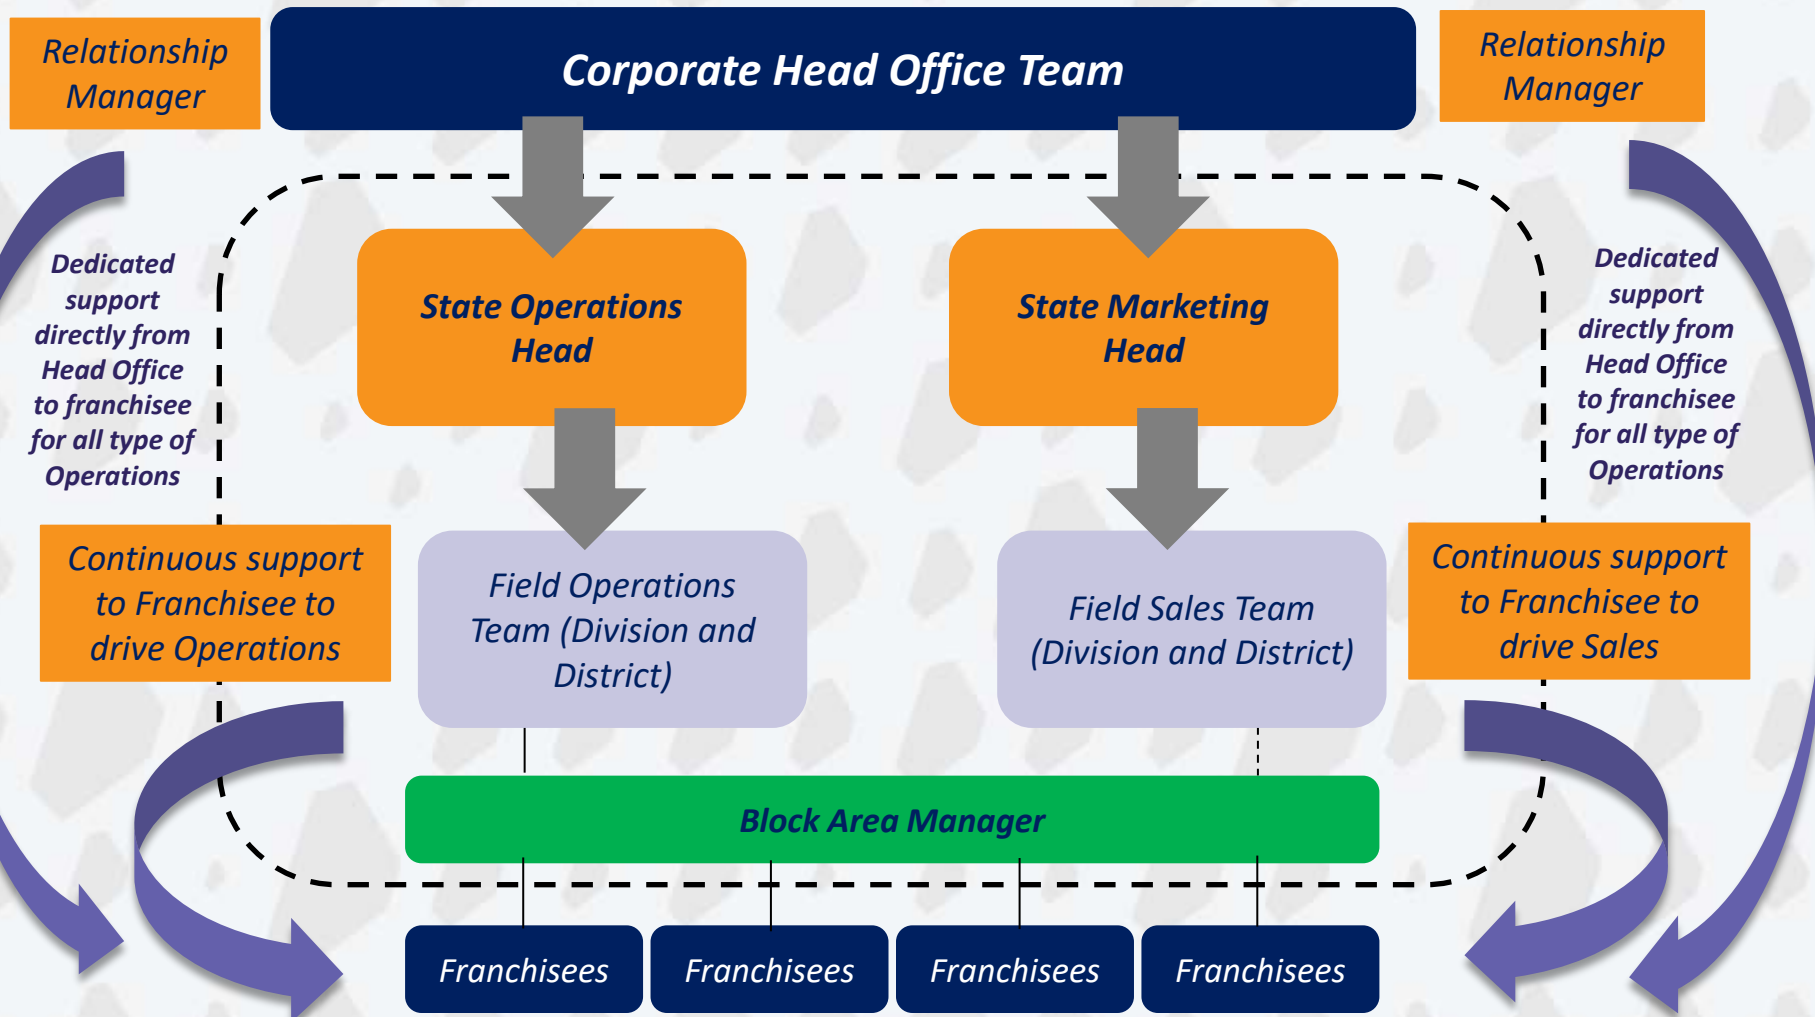 Relationship
Manager
Corporate Head Office Team
Relationship
Manager
Dedicated
support
directly from
Head Office
to franchisee
for all type of
Operations
State Operations
Head
State Marketing
Head
Dedicated
support
directly from
Head Office
to franchisee
for all type of
Operations
Continuous support
to Franchisee to
drive Operations
Field Operations
Team (Division and
District)
Field Sales Team
(Division and District)
Continuous support
to Franchisee to
drive Sales
Block Area Manager
Franchisees
Franchisees
Franchisees
Franchisees